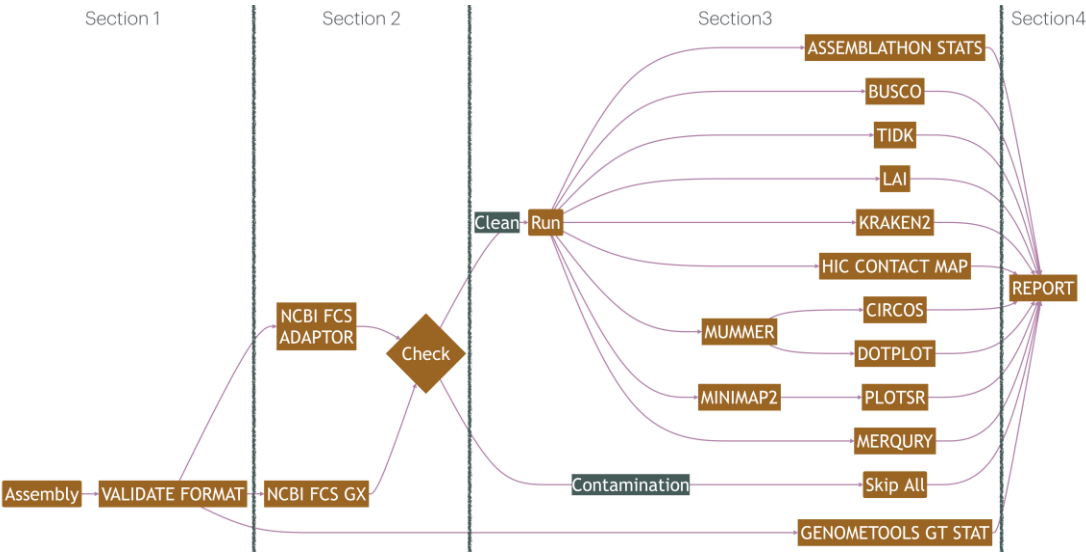 Section 1
Section 2
Section3
Section4
ASSEMBLATHON STATS
BUSCO
TIDK
LAI
Clean
Run
KRAKEN2
HIC CONTACT MAP
REPORT
NCBI FCS
ADAPTOR
CIRCOS
MUMMER
Check
DOTPLOT
MINIMAP2
PLOTSR
MERQURY
Assembly
VALIDATE FORMAT
NCBI FCS GX
Contamination
Skip All
GENOMETOOLS GT STAT